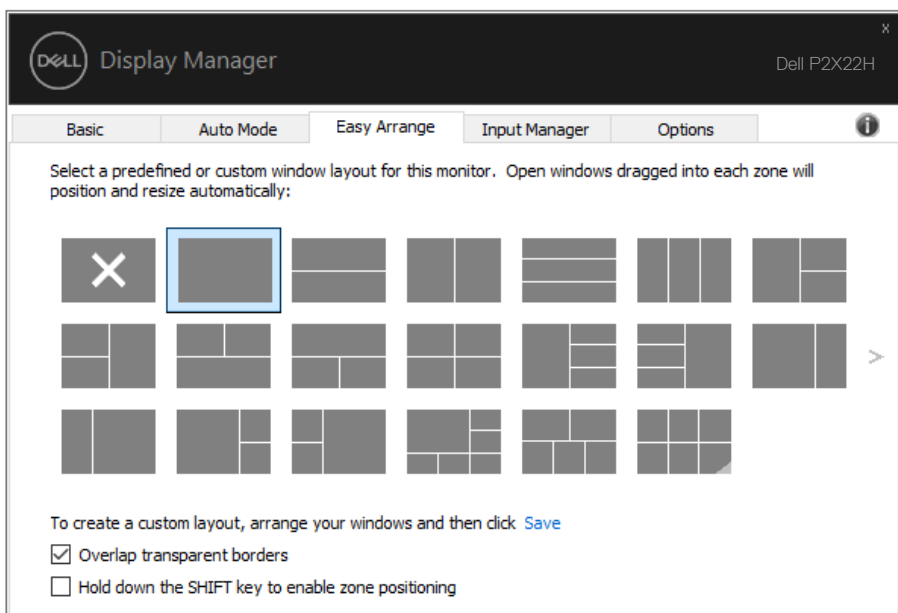 x
DELL Display Manager
Dell P2X22H
Basic Auto Mode Easy Arrange Input Manager Options i
Select a predefined or custom window layout for this monitor. Open windows dragged into each zone will
position and resize automatically:
>
To create a custom layout, arrange your windows and then click Save
Overlap transparent borders
Hold down the SHIFT key to enable zone positioning